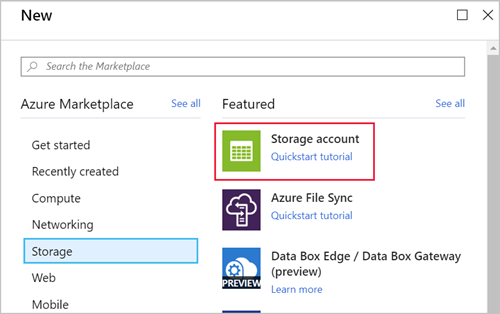 New
Search the Marketplace
Azure Marketplace
See all
Featured
See all
Get started
Recently created
Compute
Networking
Storage
Web
Mobile
Storage account
Quickstart tutorial
Azure File Sync
Quickstart tutorial
PREVIEW
Data Box Edge / Data Box Gateway
(preview)
Learn more